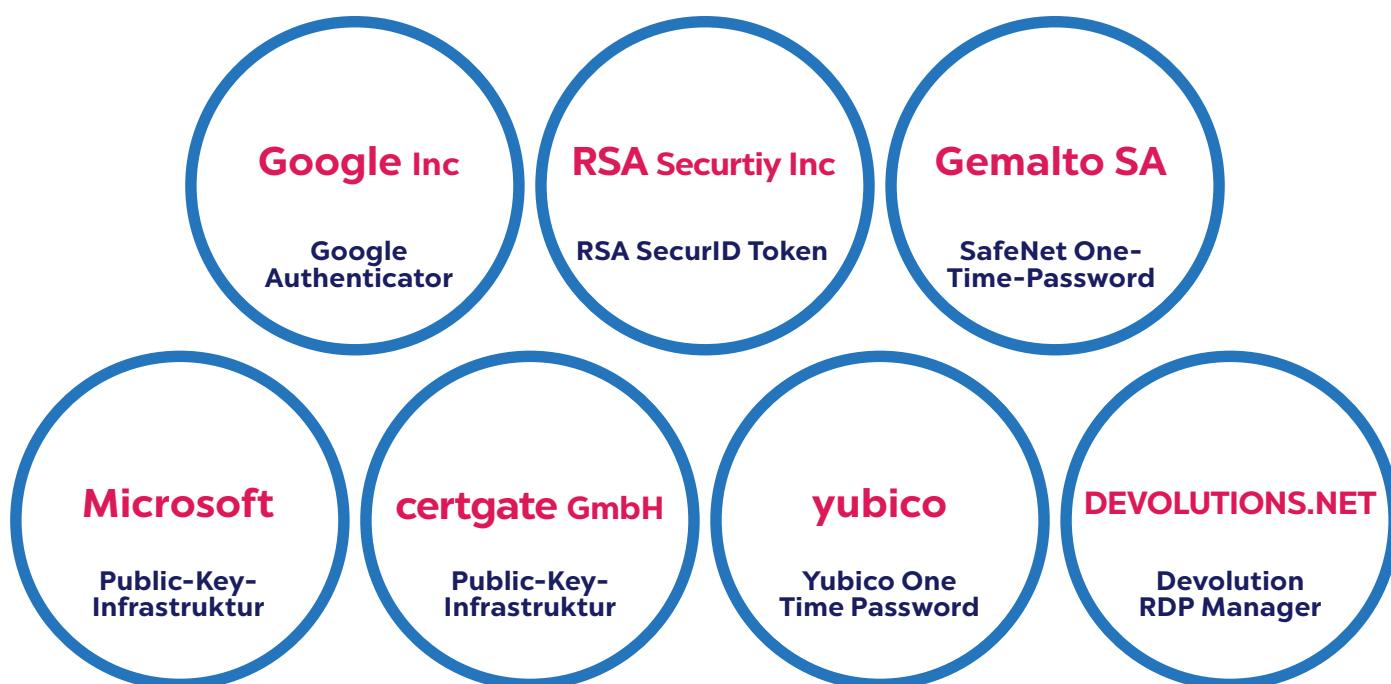 Google Inc
Google
Authenticator
RSA Securtiy Inc
RSA SecurID Token
Gemalto SA
SafeNet One-
Time-Password
Microsoft
Public-Key-
Infrastruktur
certgate GmbH
Public-Key-
Infrastruktur
yubico
Yubico One
Time Password
DEVOLUTIONS.NET
Devolution
RDP Manager